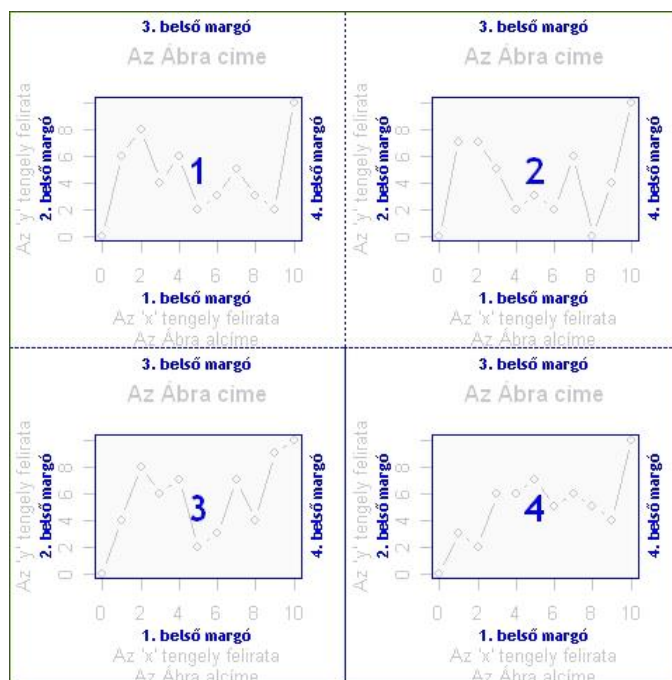 3. belső margó
Az Ábra címe
Az 'y' tengely felirata
2. belső margó
0 2 4 6 8
1
4. belső margó
0 2 4 6 8 10
1. belső margó
Az 'x' tengely felirata
Az Ábra alcíme
3. belső margó
Az Ábra címe
Az 'y' tengely felirata
2. belső margó
0 2 4 6 8
2
4. belső margó
0 2 4 6 8 10
1. belső margó
Az 'x' tengely felirata
Az Ábra alcíme
3. belső margó
Az Ábra címe
Az 'y' tengely felirata
2. belső margó
0 2 4 6 8
3
4. belső margó
0 2 4 6 8 10
1. belső margó
Az 'x' tengely felirata
Az Ábra alcíme
3. belső margó
Az Ábra címe
Az 'y' tengely felirata
2. belső margó
0 2 4 6 8
4
4. belső margó
0 2 4 6 8 10
1. belső margó
Az 'x' tengely felirata
Az Ábra alcíme